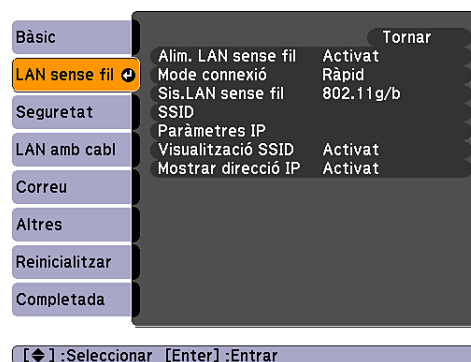 Bàsic
LAN sense fil
Seguretat
LAN amb cabl
Correu
Altres
Reinicialitzar
Completada
Tornar
Alim. LAN sense fil Activat
Mode connexió Ràpid
Sis.LAN sense fil 802.11g/b
SSID
Paràmetres IP
Visualització SSID Activat
Mostrar direcció IP Activat
[◆] :Seleccionar [Enter] :Entrar